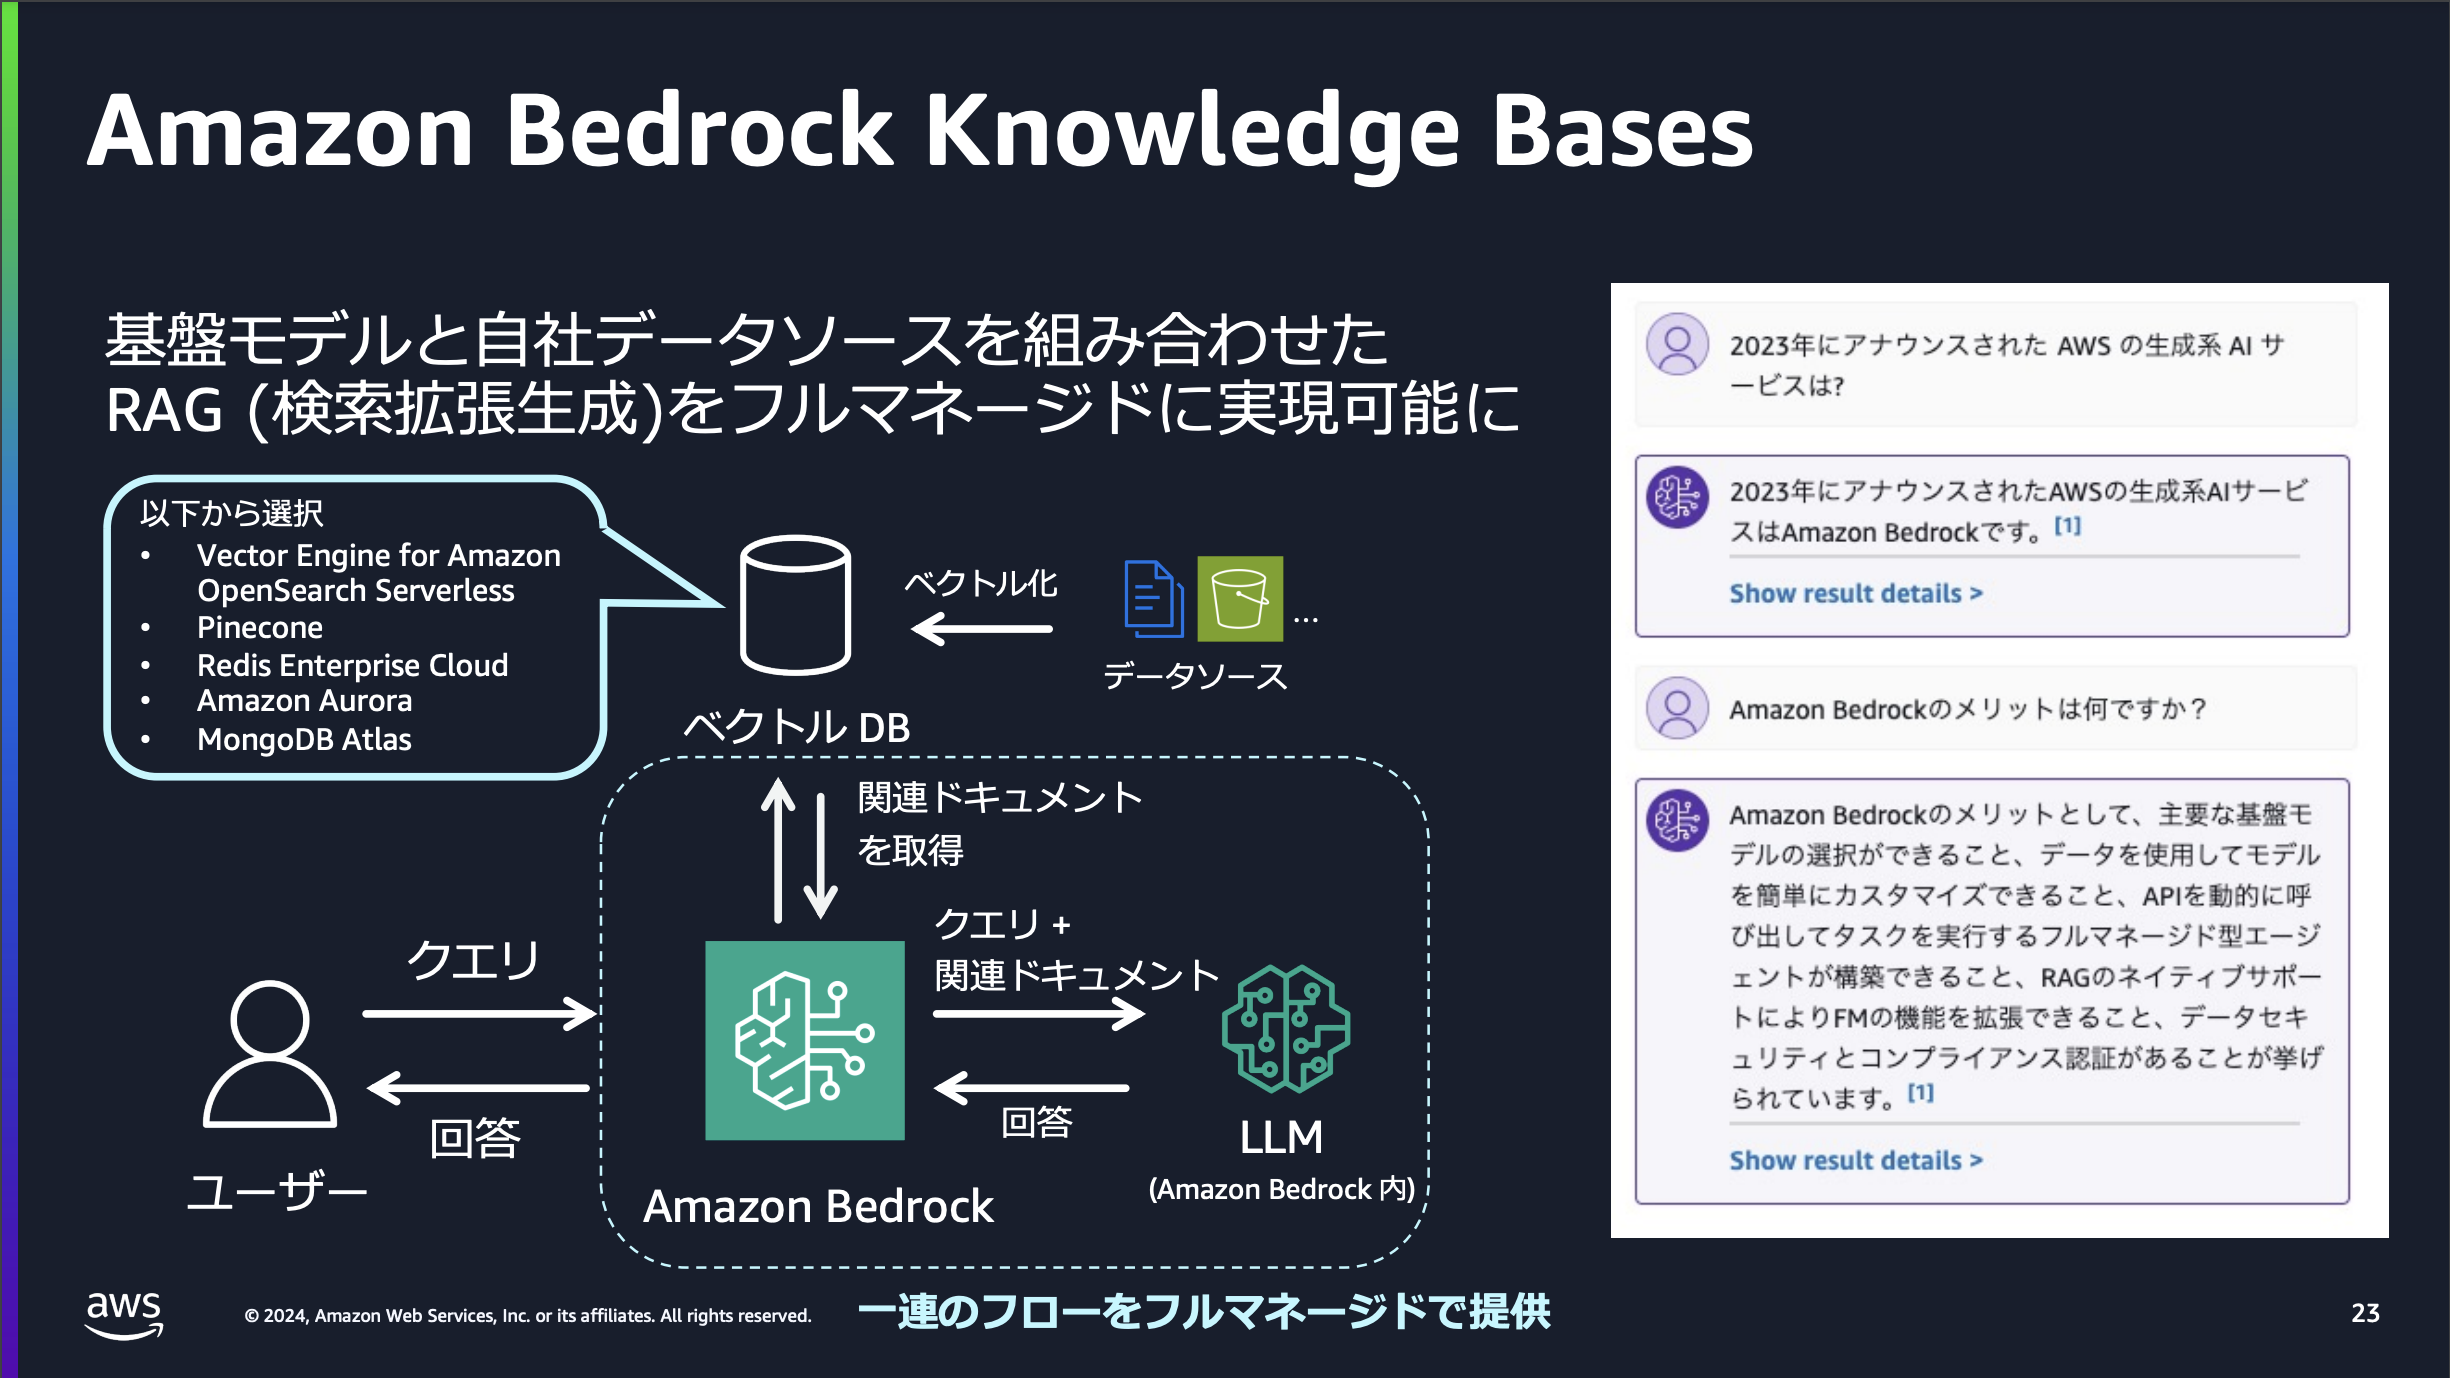 Amazon Bedrock Knowledge Bases
基盤モデルと自社データソースを組み合わせた
RAG (検索拡張生成)をフルマネージドに実現可能に
以下から選択
• Vector Engine for Amazon
OpenSearch Serverless
• Pinecone
• Redis Enterprise Cloud
• Amazon Aurora
• MongoDB Atlas
ベクトル DB
ベクトル化
...
データソース
関連ドキュメント
を取得
クエリ +
関連ドキュメント
クエリ
回答
ユーザー
回答
Amazon Bedrock
LLM
(Amazon Bedrock 内)
一連のフローをフルマネージドで提供
2023年にアナウンスされた AWS の生成系 AI サ
ービスは?
2023年にアナウンスされたAWSの生成系AIサービ
スはAmazon Bedrockです。[1]
Show result details >
Amazon Bedrockのメリットは何ですか？
Amazon Bedrockのメリットとして、主要な基盤モ
デルの選択ができること、データを使用してモデル
を簡単にカスタマイズできること、APIを動的に呼
び出してタスクを実行するフルマネージド型エージ
ェントが構築できること、RAGのネイティブサポー
トによりFMの機能を拡張できること、データセキ
ュリティとコンプライアンス認証があることが挙げ
られています。[1]
Show result details >
aws
© 2024, Amazon Web Services, Inc. or its affiliates. All rights reserved.
23